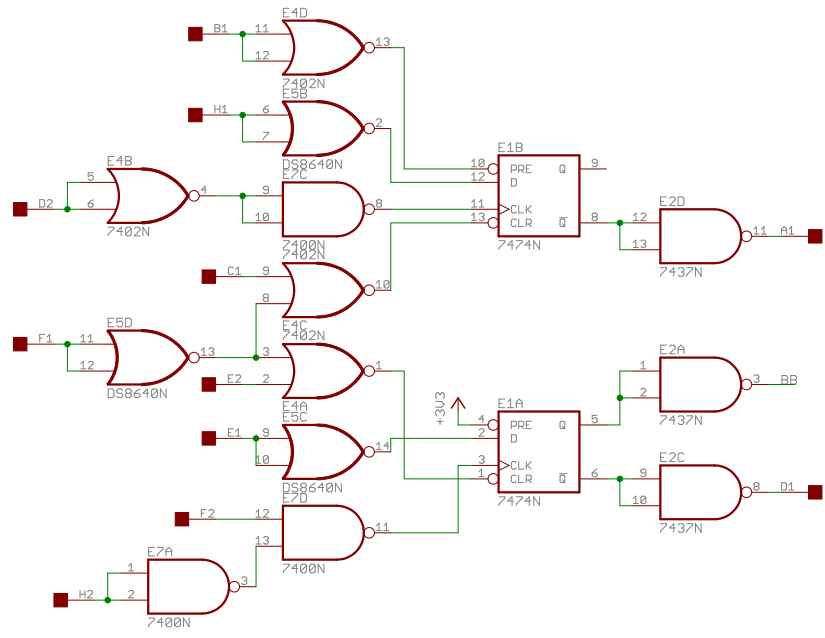 E4D
B1 11 13
12
7402N
E5B
H1 6 2
7
DS8640N
E1B
10 PRE Q 9
12 D
11 CLK
13 CLR Q 8
7474N
E4B
5 4
D2 6
7402N
E7C
9 8
10
7400N
E2D
12 11 A1
13
7437N
7402N
C1 9 10
8
E4C
E5D
F1 11 13
12
DS8640N
7402N
3 1
E2 2
E4A
E2A
1 3 BB
2
7437N
+3V3
E1A
4 PRE Q 5
2 D
3 CLK
1 CLR Q 6
7474N
E5C
E1 9 14
10
DS8640N
E2C
9 8 D1
10
7437N
E7D
F2 12 11
13
7400N
E7A
1 3
H2 2
7400N